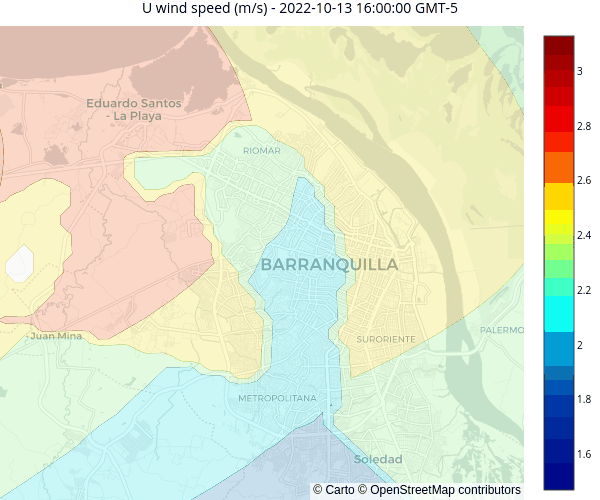 U wind speed (m/s) - 2022-10-13 16:00:00 GMT-5
Eduardo Santos
- La Playa
RIOMAR
BARRANQUILLA
Juan Mina
SURORIENTE
PALERMO
METROPOLITANA
Soledad
© Carto © OpenStreetMap contributors
3
2.8
2.6
2.4
2.2
2
1.8
1.6